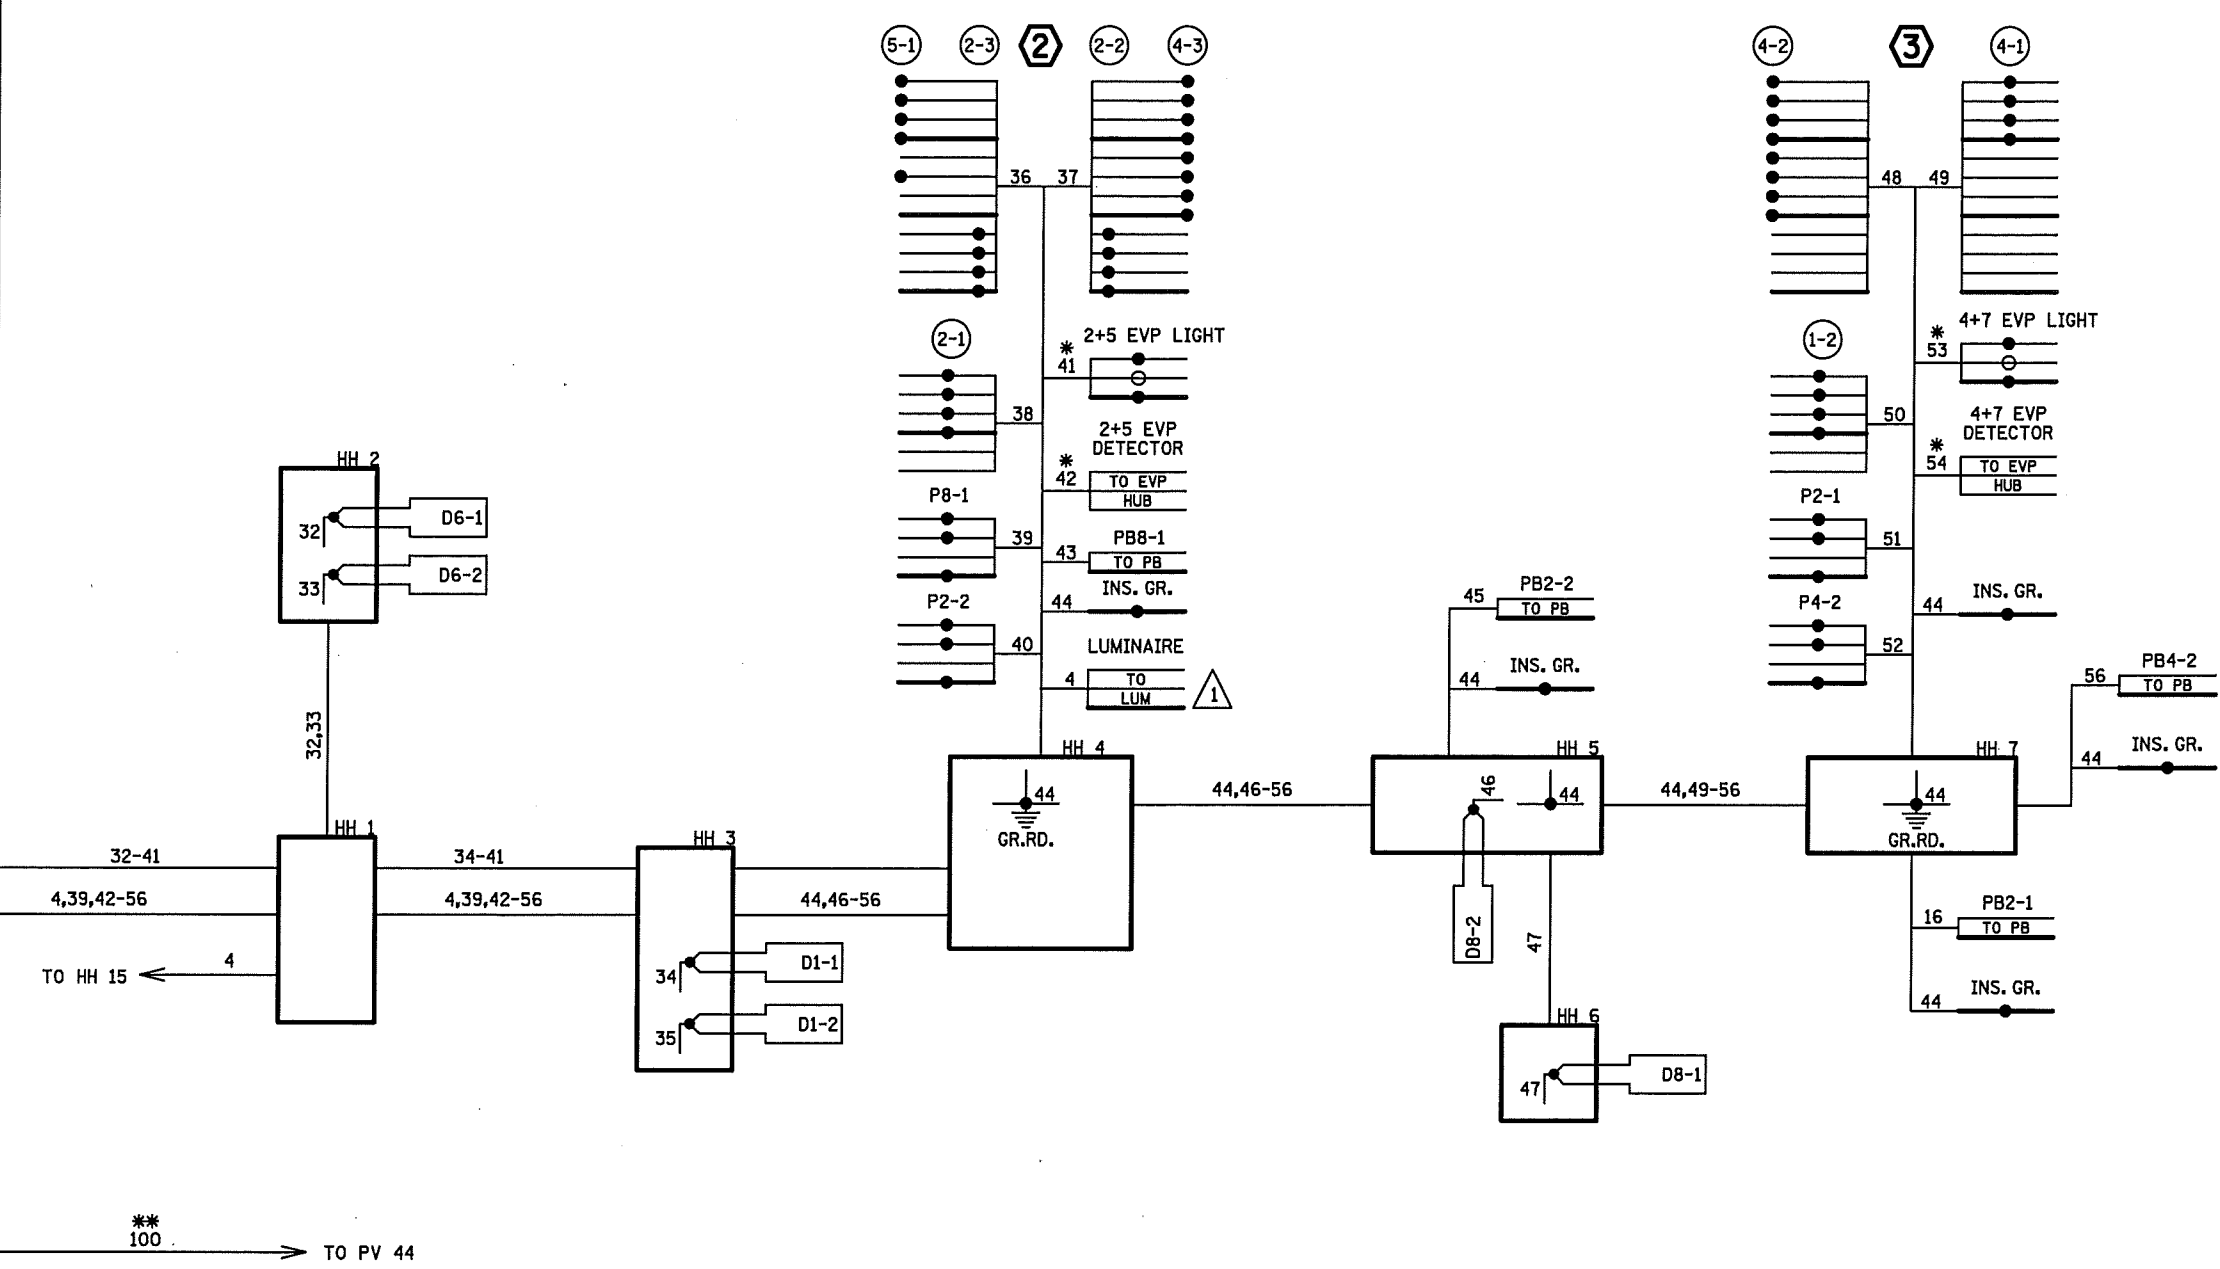 5-1 2-3 2 2-2 4-3
4-2 3 4-1
36 37
48 49
2-1
* 2+5 EVP LIGHT
41
38
2+5 EVP
DETECTOR
*
42 TO EVP
HUB
P8-1
39
PB8-1
43 TO PB
INS. GR.
44
P2-2
40
LUMINAIRE
4 TO
LUM
1
1-2
* 4+7 EVP LIGHT
53
50
4+7 EVP
DETECTOR
*
54 TO EVP
HUB
P2-1
51
INS. GR.
44
P4-2
52
PB2-2
45 TO PB
INS. GR.
44
PB4-2
56 TO PB
INS. GR.
44
HH 2
32 D6-1
33 D6-2
32,33
HH 1
32-41
4,39,42-56
4
TO HH 15
34-41
4,39,42-56
HH 3
34 D1-1
35 D1-2
44,46-56
HH 4
44
GR.RD.
44,46-56
HH 5
46 44
D8-2
47
HH 6
47 D8-1
44,49-56
HH 7
44
GR.RD.
PB2-1
16 TO PB
INS. GR.
44
**
100
TO PV 44